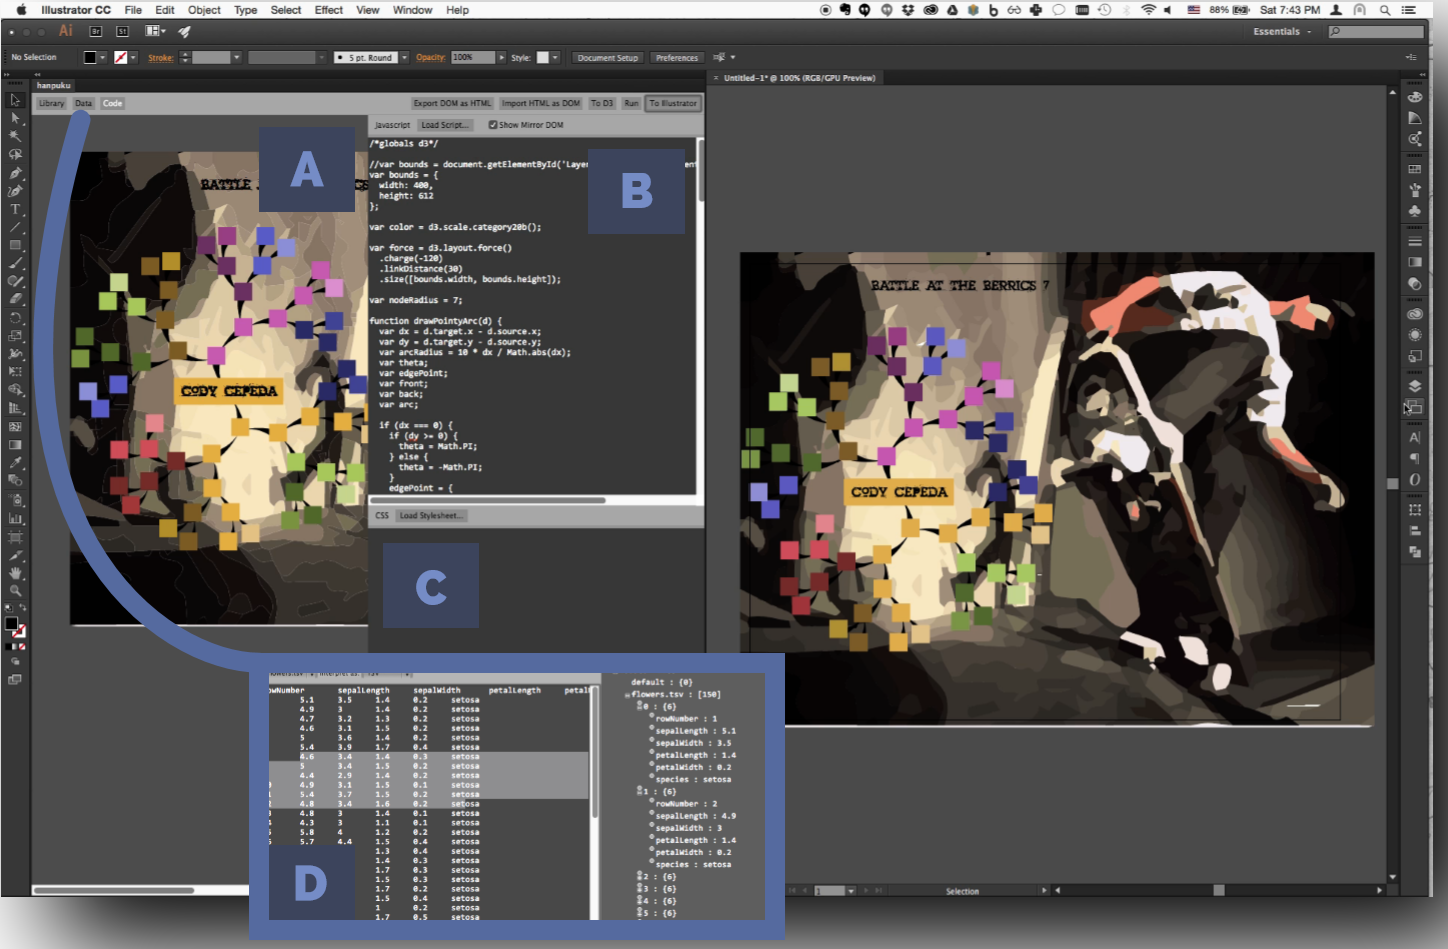 Illustrator CC File Edit Object Type Select Effect View Window Help
88% Sat 7:43 PM
Ai Br St Essentials
No Selection Stroke: 5 pt. Round Opacity: 100% Style: Document Setup Preferences
hanpuku
Untitled-1* @ 100% (RGB/GPU Preview)
Library Data Code Export DOM as HTML Import HTML as DOM To D3 Run To Illustrator
Javascript Load Script... Show Mirror DOM
A
B
BATTLE
CODY CEPEDA
/*globals d3*/
//var bounds = document.getElementById('Laye
var bounds = {
width: 400,
height: 612
};
var color = d3.scale.category20b();
var force = d3.layout.force()
.charge(-120)
.linkDistance(30)
.size([bounds.width, bounds.height]);
var nodeRadius = 7;
function drawPointyArc(d) {
var dx = d.target.x - d.source.x;
var dy = d.target.y - d.source.y;
var arcRadius = 10 * dx / Math.abs(dx);
var theta;
var edgePoint;
var front;
var back;
var arc;
if (dx === 0) {
if (dy >= 0) {
theta = Math.PI;
} else {
theta = -Math.PI;
}
edgePoint = {
CSS Load Stylesheet...
C
BATTLE AT THE BERRICS 7
CODY CEPEDA
owNumber sepalLength sepalWidth petalLength petal
5.1 3.5 1.4 0.2 setosa
4.9 3 1.4 0.2 setosa
4.7 3.2 1.3 0.2 setosa
4.6 3.1 1.5 0.2 setosa
5 3.6 1.4 0.2 setosa
5.4 3.9 1.7 0.4 setosa
4.6 3.4 1.4 0.3 setosa
5 3.4 1.5 0.2 setosa
4.4 2.9 1.4 0.2 setosa
4.9 3.1 1.5 0.1 setosa
5.4 3.7 1.5 0.2 setosa
4.8 3.4 1.6 0.2 setosa
4.8 3 1.4 0.1 setosa
4.3 3 1.1 0.1 setosa
5.8 4 1.2 0.2 setosa
5.7 4.4 1.5 0.4 setosa
1.3 0.4 setosa
1.4 0.3 setosa
1.7 0.3 setosa
1.5 0.3 setosa
1.7 0.2 setosa
1.5 0.4 setosa
1 0.2 setosa
1.7 0.5 setosa
D
default : {0}
flowers.tsv : [150]
0 : {6}
rowNumber : 1
sepalLength : 5.1
sepalWidth : 3.5
petalLength : 1.4
petalWidth : 0.2
species : setosa
1 : {6}
rowNumber : 2
sepalLength : 4.9
sepalWidth : 3
petalLength : 1.4
petalWidth : 0.2
species : setosa
2 : {6}
3 : {6}
4 : {6}
5 : {6}
1 Selection